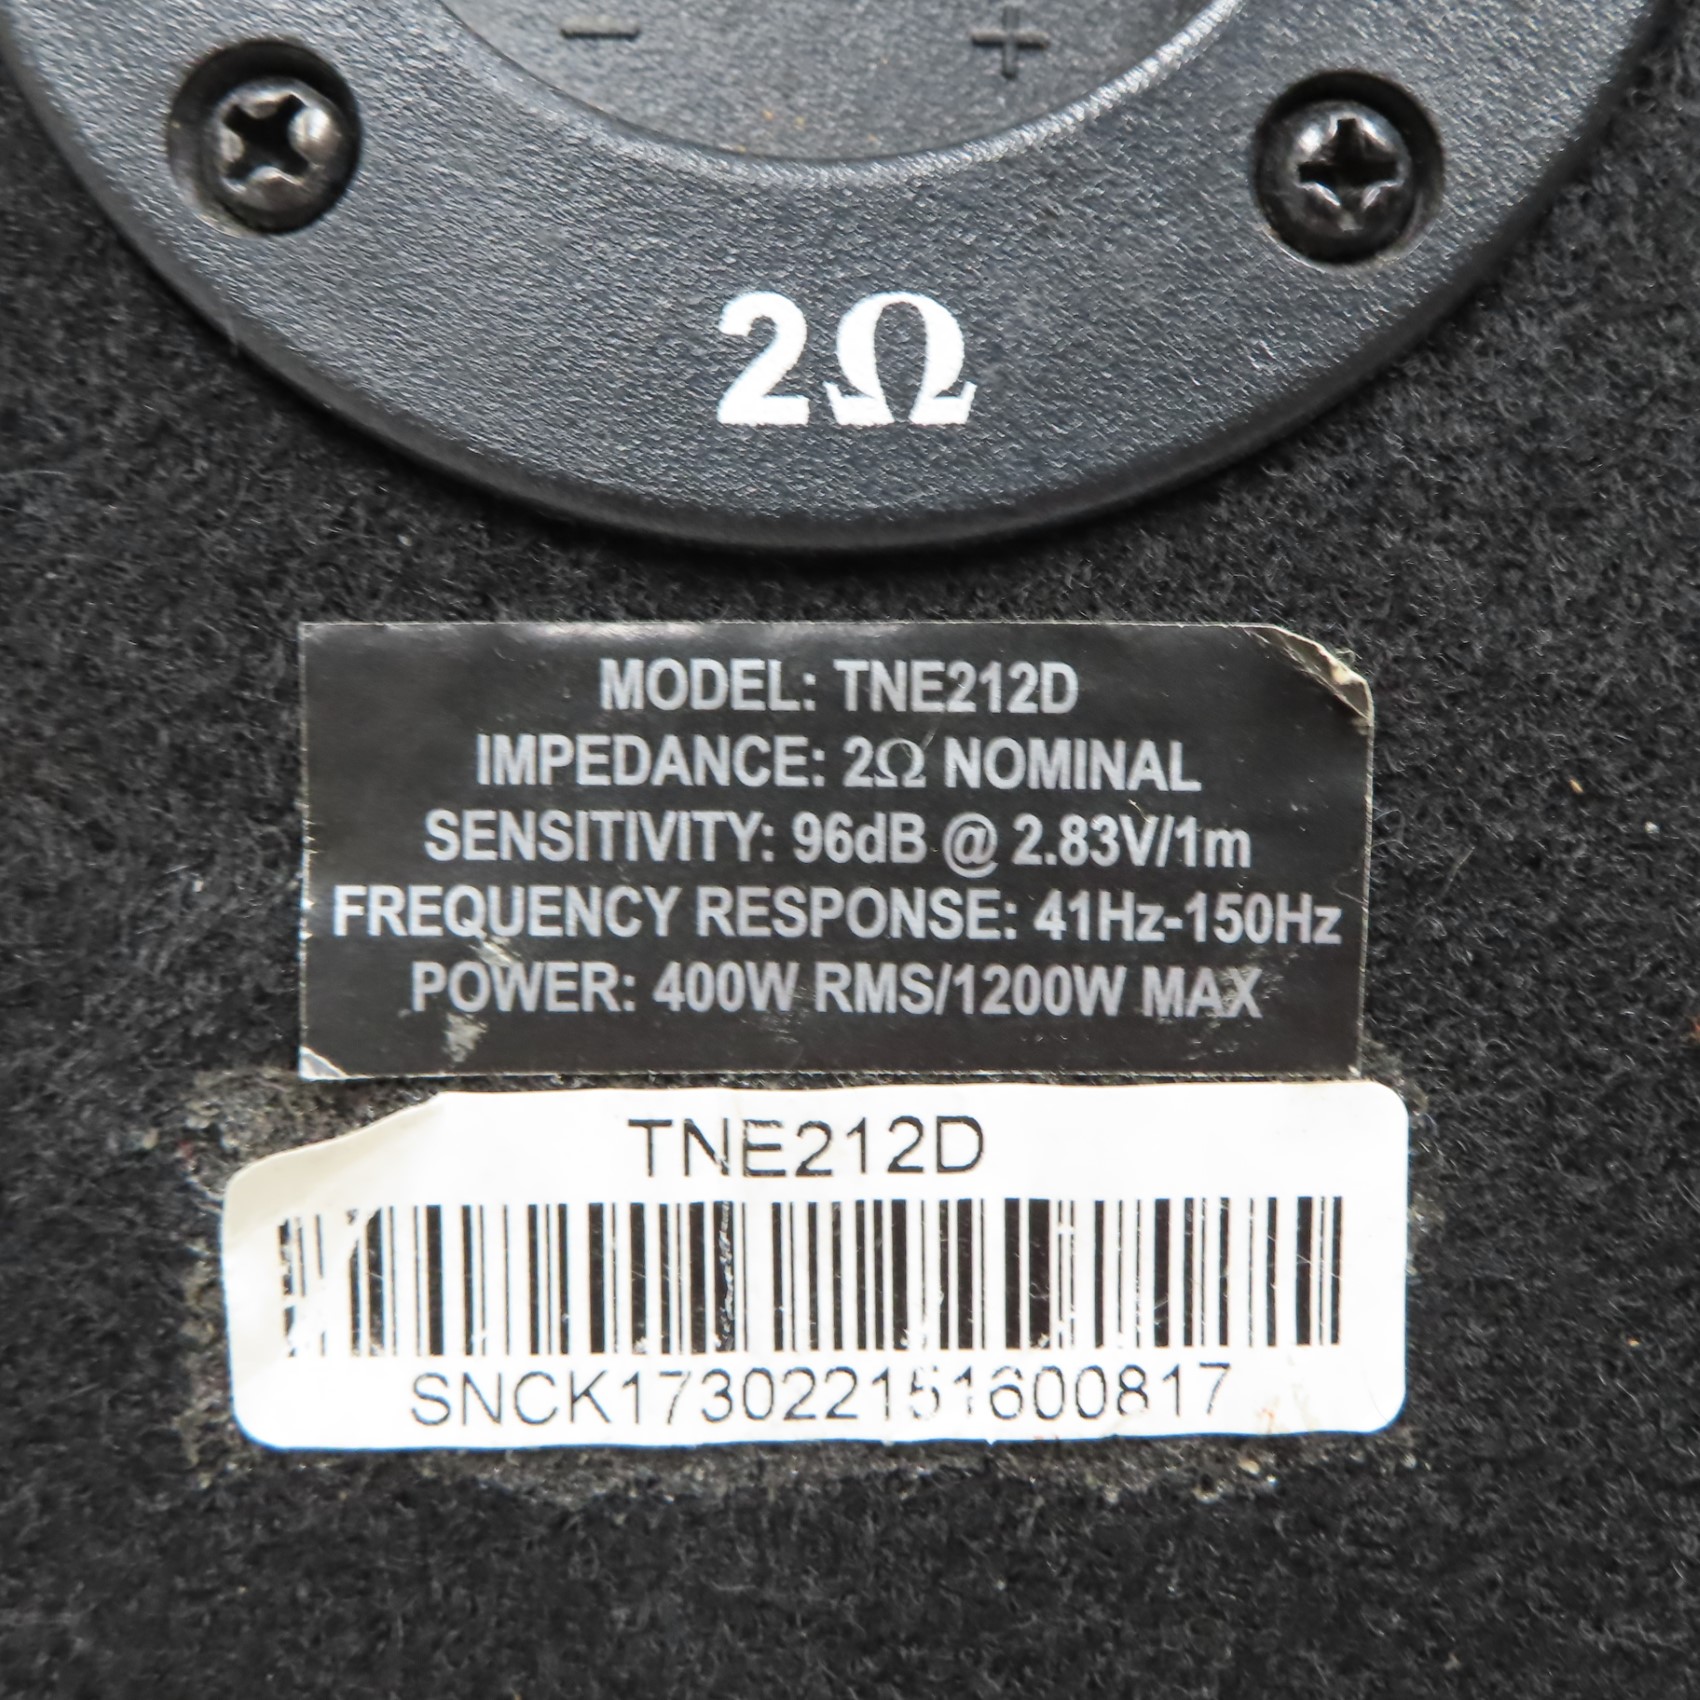 - +
2Ω
MODEL: TNE212D
IMPEDANCE: 2Ω NOMINAL
SENSITIVITY: 96dB @ 2.83V/1m
FREQUENCY RESPONSE: 41Hz-150Hz
POWER: 400W RMS/1200W MAX
TNE212D
SNCK173022151600817